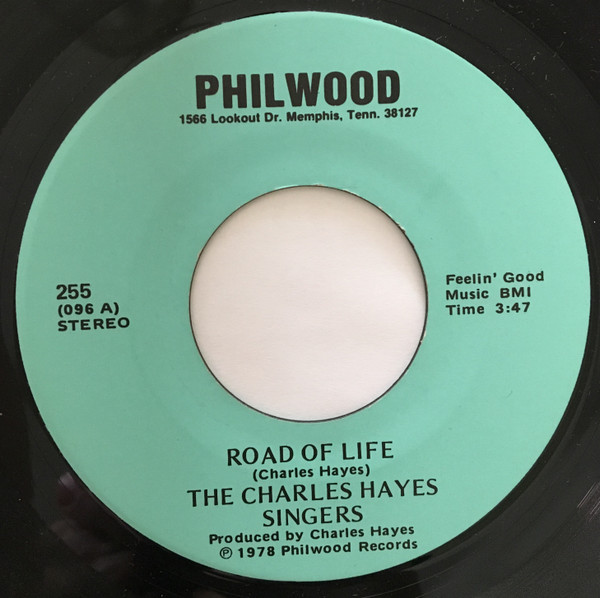 PHILWOOD
1566 Lookout Dr. Memphis, Tenn. 38127
255
(096 A)
STEREO
Feelin' Good
Music BMI
Time 3:47
ROAD OF LIFE
(Charles Hayes)
THE CHARLES HAYES
SINGERS
Produced by Charles Hayes
℗ 1978 Philwood Records